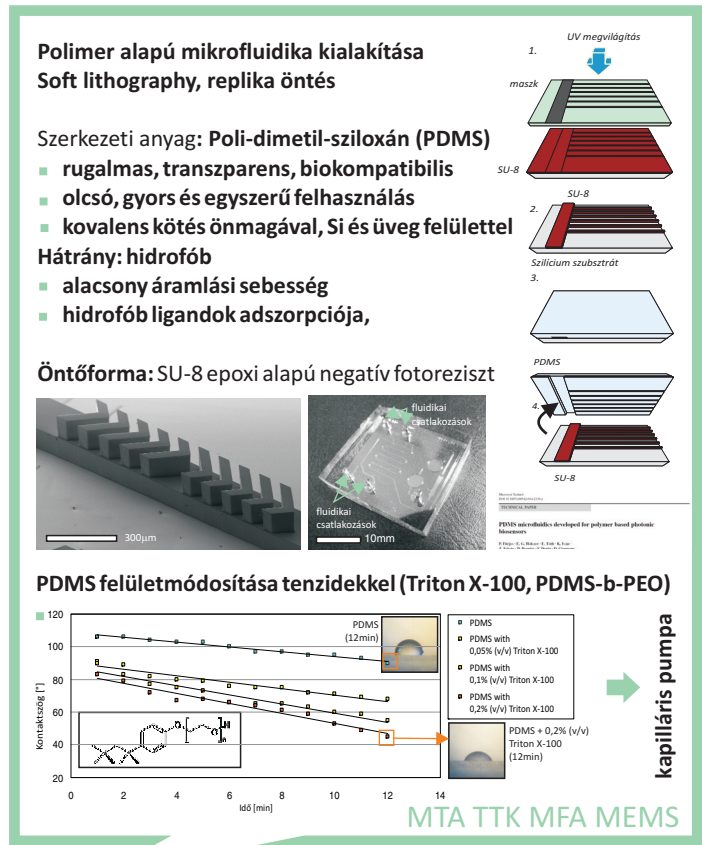 Polimer alapú mikrofluidika kialakítása
Soft lithography, replika öntés
Szerkezeti anyag: Poli-dimetil-sziloxán (PDMS)
rugalmas, transzparens, biokompatibilis
olcsó, gyors és egyszerű felhasználás
kovalens kötés önmagával, Si és üveg felülettel
Hátrány: hidrofób
alacsony áramlási sebesség
hidrofób ligandok adszorpciója,
Öntőforma: SU-8 epoxi alapú negatív fotoreziszt
UV megvilágítás
1.
maszk
SU-8
SU-8
2.
Szilícium szubsztrát
3.
PDMS
4.
SU-8
300µm
fluidikai
csatlakozások
fluidikai
csatlakozások
10mm
TECHNICAL PAPER
PDMS microfluidics developed for polymer based photonic
biosensors
PDMS felületmódosítása tenzidekkel (Triton X-100, PDMS-b-PEO)
120
100
80
60
40
20
Kontaktszög [°]
0
2
4
6
8
10
12
14
Idő [min]
PDMS
(12min)
O
O
H
n
PDMS
PDMS with
0,05% (v/v) Triton X-100
PDMS with
0,1% (v/v) Triton X-100
PDMS with
0,2% (v/v) Triton X-100
PDMS + 0,2% (v/v)
Triton X-100
(12min)
kapilláris pumpa
MTA TTK MFA MEMS